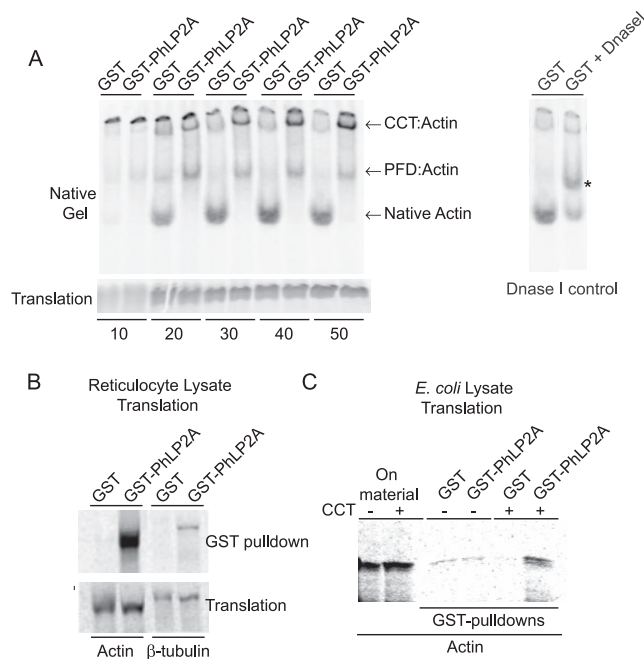 A
GST
GST-PhLP2A
GST
GST-PhLP2A
GST
GST-PhLP2A
GST
GST-PhLP2A
GST
GST-PhLP2A
GST
GST + DnaseI
←CCT:Actin
←PFD:Actin
←Native Actin
*
Native
Gel
Translation
10 20 30 40 50
Dnase I control
B
Reticulocyte Lysate
Translation
GST
GST-PhLP2A
GST
GST-PhLP2A
GST pulldown
Translation
Actin β-tubulin
C
E. coli Lysate
Translation
On
material
GST
GST-PhLP2A
GST
GST-PhLP2A
CCT - + - - + +
GST-pulldowns
Actin